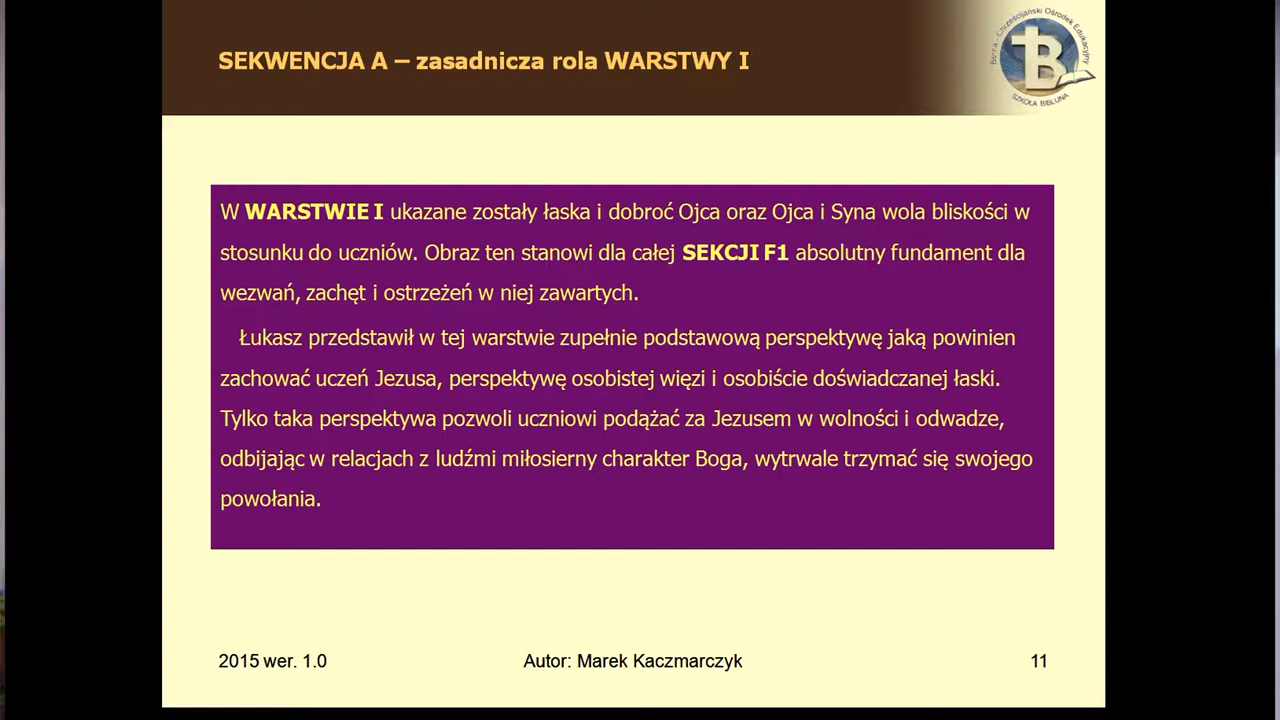 SEKWENCJA A – zasadnicza rola WARSTWY I
Berea - Chrześcijański Ośrodek Edukacyjny
SZKOŁA BIBLIJNA
W WARSTWIE I ukazane zostały łaska i dobroć Ojca oraz Ojca i Syna wola bliskości w
stosunku do uczniów. Obraz ten stanowi dla całej SEKCJI F1 absolutny fundament dla
wezwań, zachęt i ostrzeżeń w niej zawartych.
Łukasz przedstawił w tej warstwie zupełnie podstawową perspektywę jaką powinien
zachować uczeń Jezusa, perspektywę osobistej więzi i osobiście doświadczanej łaski.
Tylko taka perspektywa pozwoli uczniowi podążać za Jezusem w wolności i odwadze,
odbijając w relacjach z ludźmi miłosierny charakter Boga, wytrwale trzymać się swojego
powołania.
2015 wer. 1.0
Autor: Marek Kaczmarczyk
11